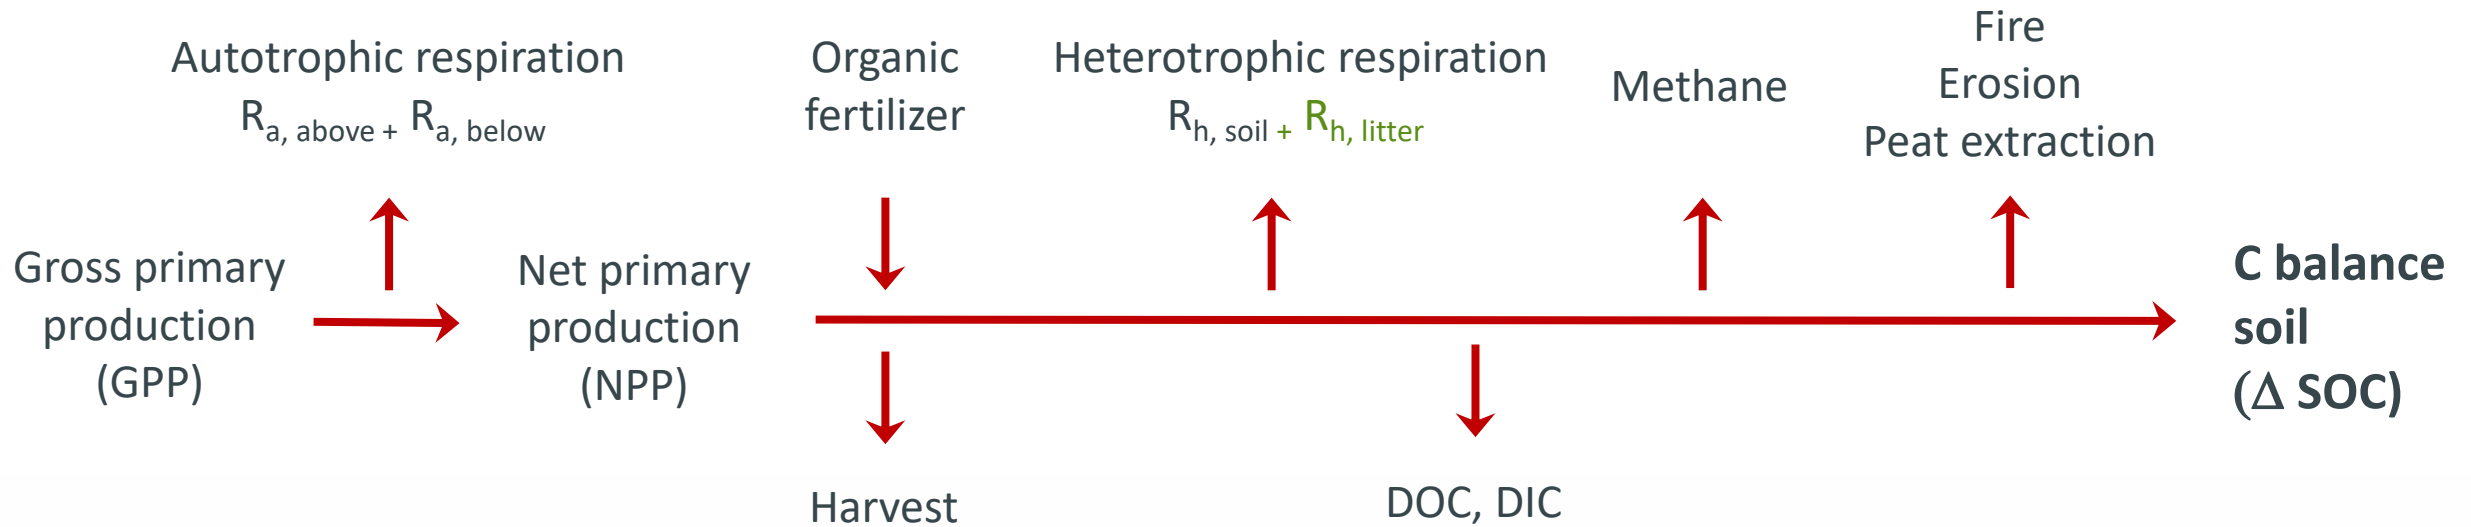 Autotrophic respiration
Ra, above + Ra, below
Organic
fertilizer
Heterotrophic respiration
Rh, soil + Rh, litter
Methane
Fire
Erosion
Peat extraction
Gross primary
production
(GPP)
Net primary
production
(NPP)
C balance
soil
(Δ SOC)
Harvest
DOC, DIC